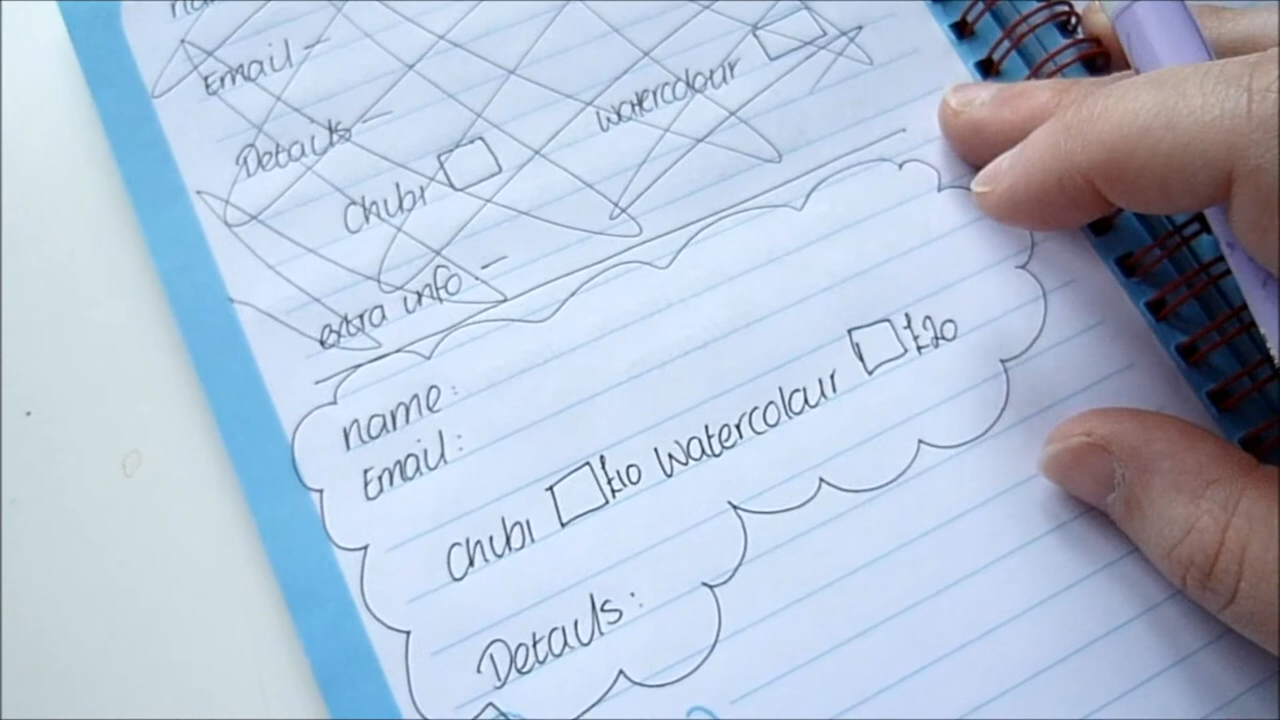 Email -
Details -
Chibi □ watercolour □
extra info -
name:
Email:
Chibi □ £10 watercolour □ £20
Details: